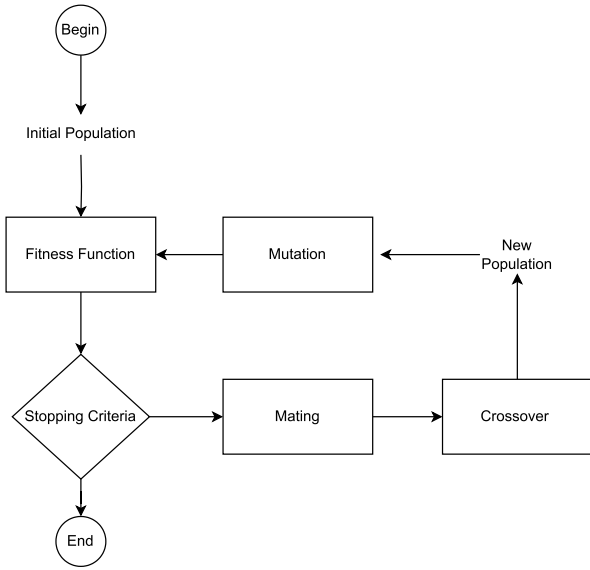 Begin
Initial Population
Fitness Function
Mutation
New
Population
Stopping Criteria
Mating
Crossover
End